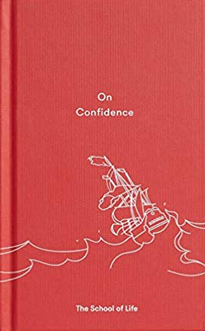 On
Confidence
The School of Life